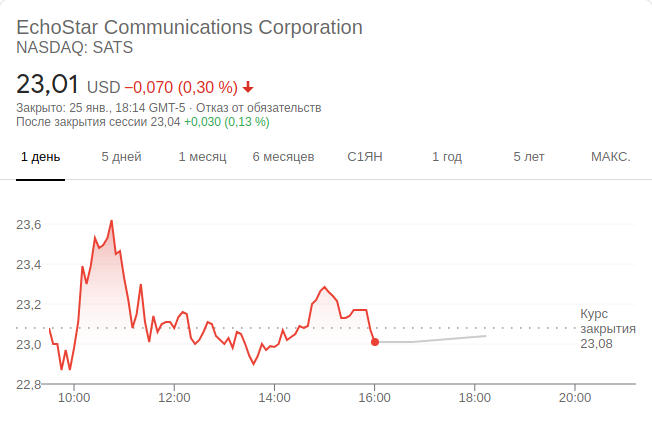 EchoStar Communications Corporation
NASDAQ: SATS
23,01 USD −0,070 (0,30 %)
Закрыто: 25 янв., 18:14 GMT-5 · Отказ от обязательств
После закрытия сессии 23,04 +0,030 (0,13 %)
1 день 5 дней 1 месяц 6 месяцев С1ЯН 1 год 5 лет МАКС.
23,6
23,4
23,2
23,0
22,8
Курс
закрытия
23,08
10:00 12:00 14:00 16:00 18:00 20:00